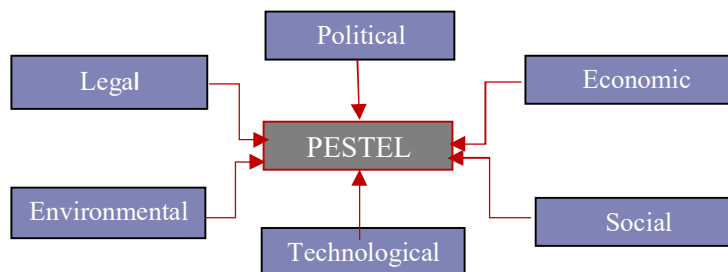 Political
Legal
Economic
PESTEL
Environmental
Social
Technological